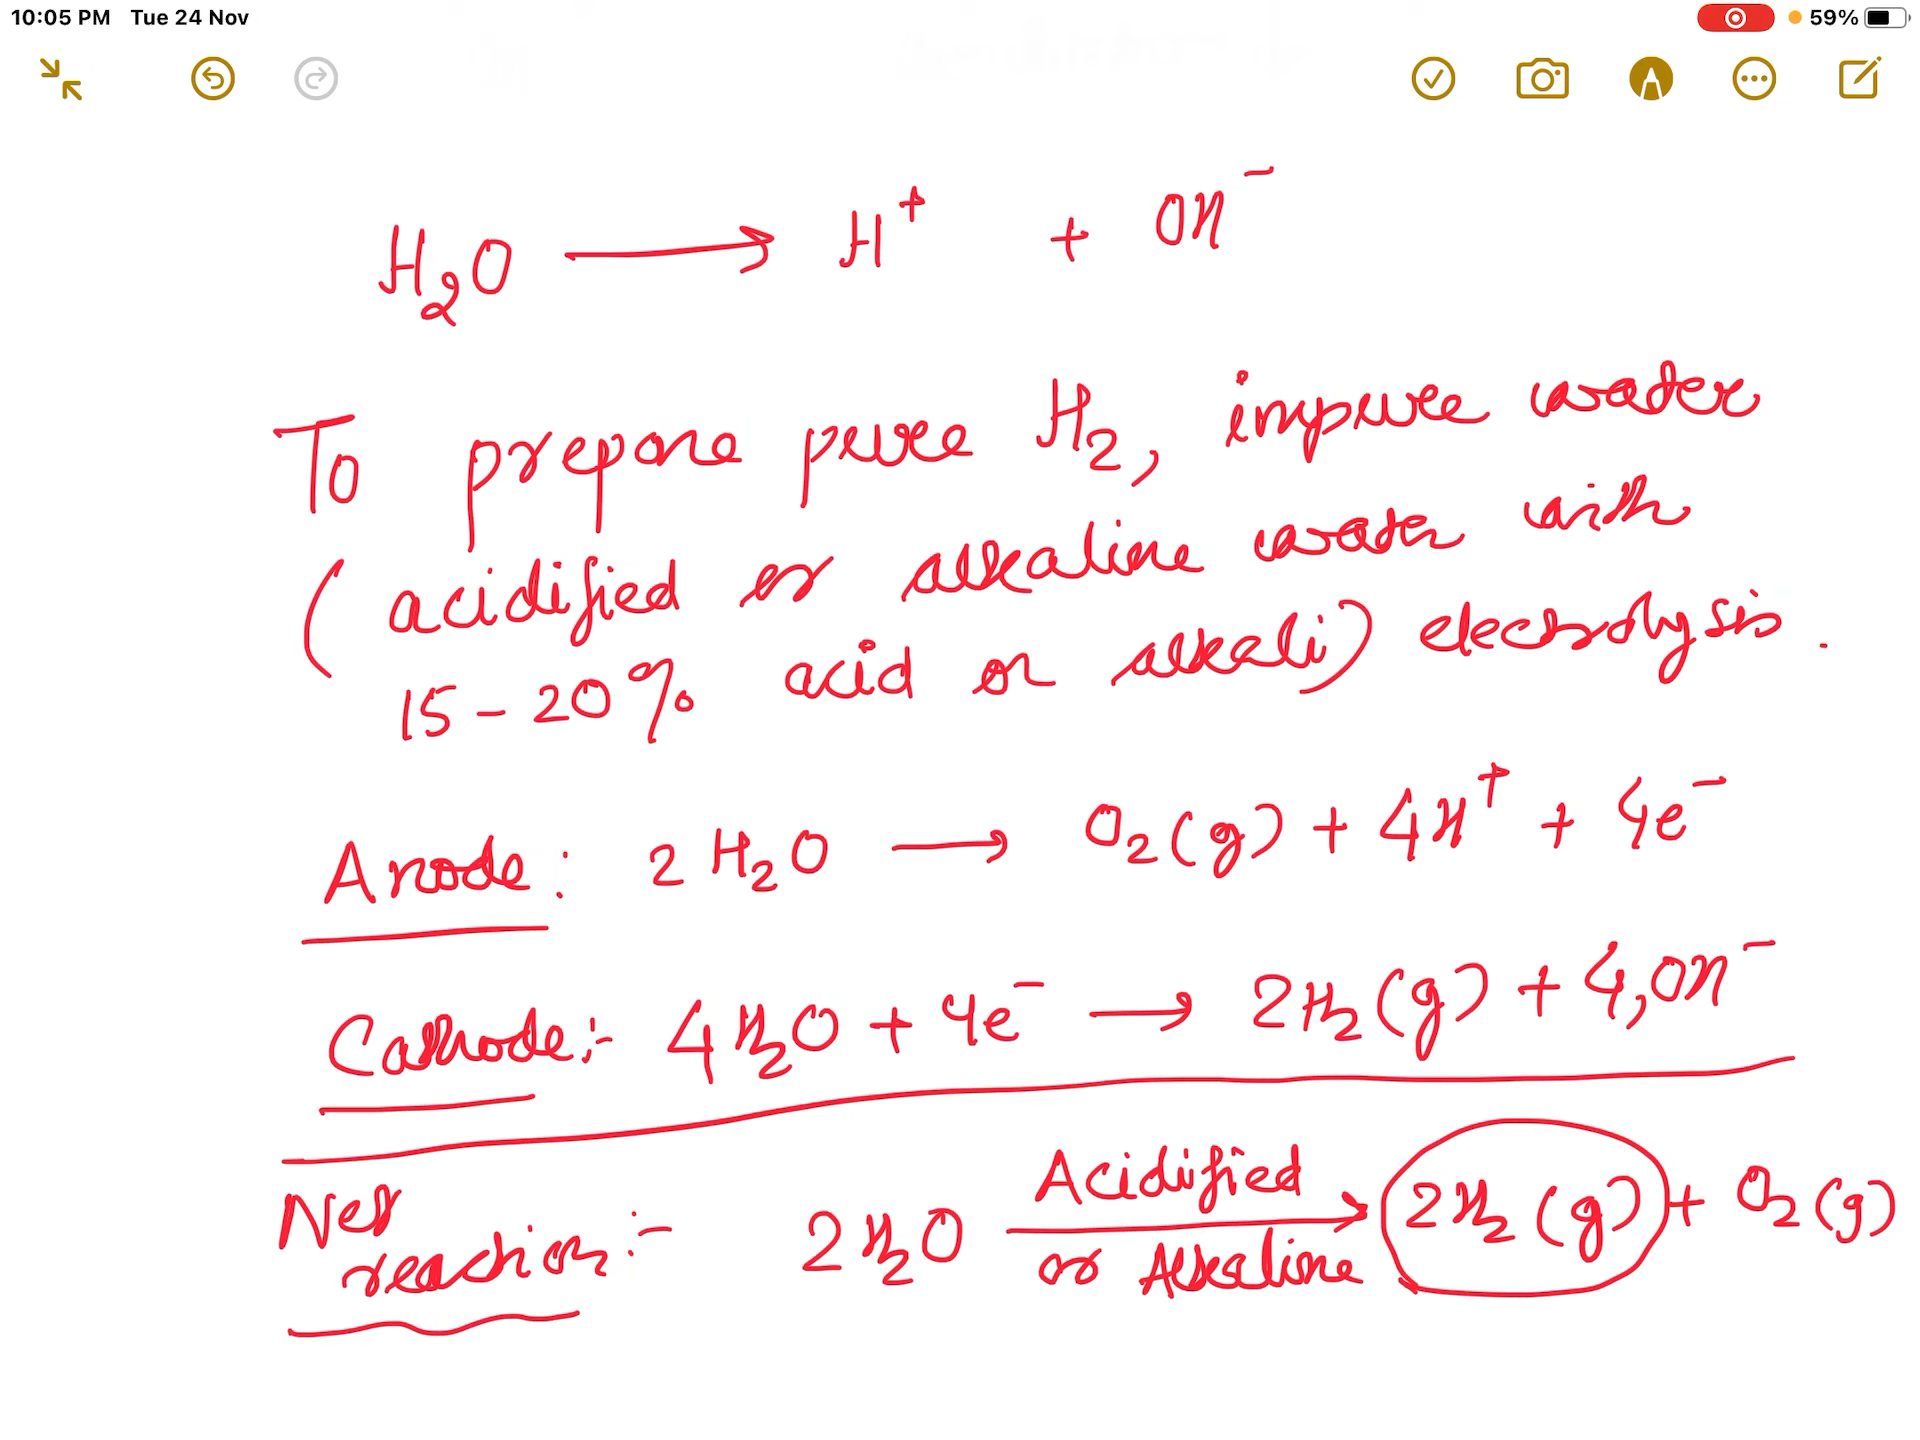 10:05 PM Tue 24 Nov 59%
H₂O ⟶ H⁺ + OH⁻
To prepare pure H₂, impure water
(acidified or alkaline water with
15-20% acid or alkali) electrolysis.
Anode: 2H₂O ⟶ O₂(g) + 4H⁺ + 4e⁻
Cathode:- 4H₂O + 4e⁻ ⟶ 2H₂(g) + 4OH⁻
Net reaction:- 2H₂O ⟶ 2H₂(g) + O₂(g)
Acidified
or Alkaline